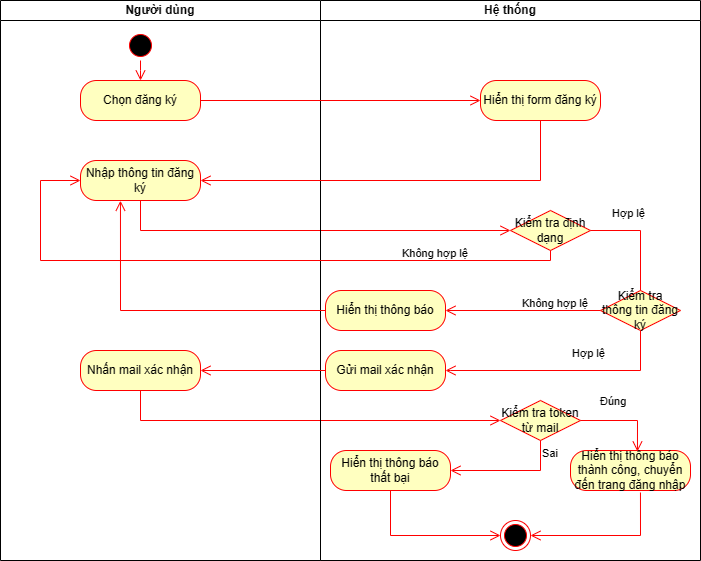 Người dùng
Hệ thống
Chọn đăng ký
Hiển thị form đăng ký
Nhập thông tin đăng
ký
Hợp lệ
Kiểm tra định
dạng
Không hợp lệ
Kiểm tra
thông tin đăng
ký
Không hợp lệ
Hiển thị thông báo
Hợp lệ
Nhấn mail xác nhận
Gửi mail xác nhận
Đúng
Kiểm tra token
từ mail
Sai
Hiển thị thông báo
thất bại
Hiển thị thông báo
thành công, chuyển
đến trang đăng nhập